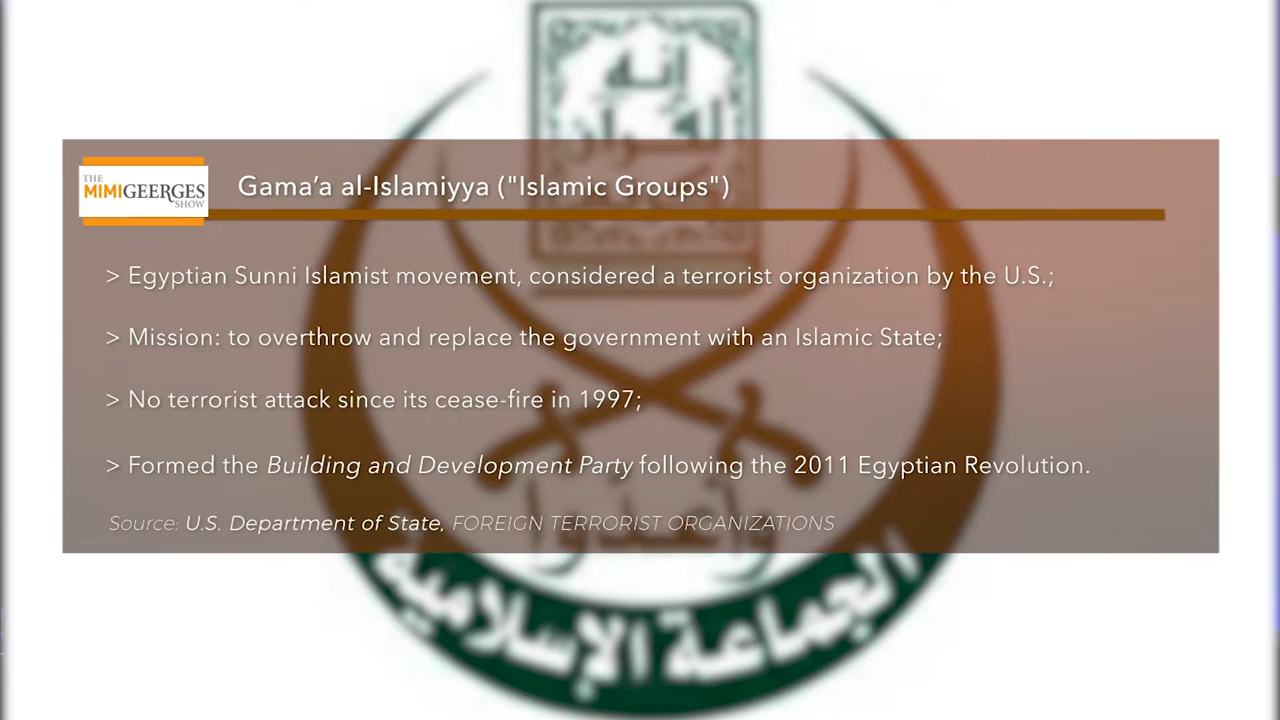 إنه
لقرآن
THE
MIMIGEERGES
SHOW
Gama’a al-Islamiyya ("Islamic Groups")
> Egyptian Sunni Islamist movement, considered a terrorist organization by the U.S.;
> Mission: to overthrow and replace the government with an Islamic State;
> No terrorist attack since its cease-fire in 1997;
> Formed the Building and Development Party following the 2011 Egyptian Revolution.
Source: U.S. Department of State, FOREIGN TERRORIST ORGANIZATIONS
وأعدوا
الجماعة الإسلامية